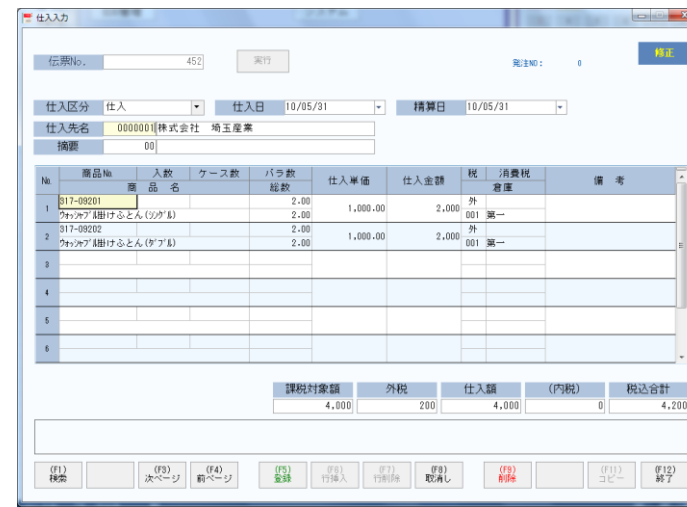 仕入入力
伝票No. 452 実行 発注NO: 0 修正
仕入区分 仕入 仕入日 10/05/31 精算日 10/05/31
仕入先名 0000001 株式会社 埼玉産業
摘要 00
No. 商品No. 入数 ケース数 バラ数 仕入単価 仕入金額 税 消費税 備 考
商 品 名 総数 倉庫
1 317-09201 2.00 1,000.00 2,000 外
ウォッシャブル掛けふとん(シングル) 2.00 001 第一
2 317-09202 2.00 1,000.00 2,000 外
ウォッシャブル掛けふとん(ダブル) 2.00 001 第一
3
4
5
6
課税対象額 外税 仕入額 (内税) 税込合計
4,000 200 4,000 0 4,200
(F1) (F3) (F4) (F5) (F6) (F7) (F8) (F9) (F11) (F12)
検索 次ページ 前ページ 登録 行挿入 行削除 取消し 削除 コピー 終了